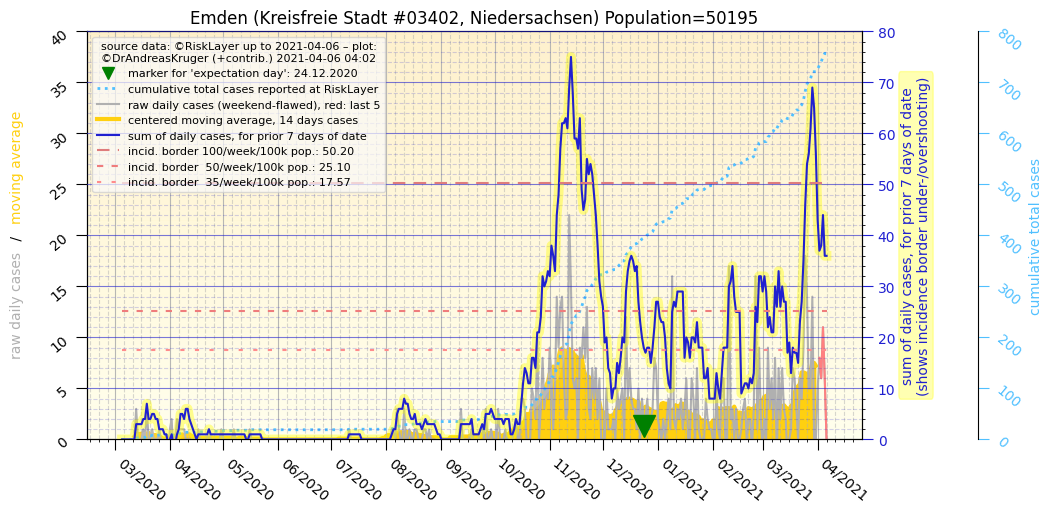 Emden (Kreisfreie Stadt #03402, Niedersachsen) Population=50195
source data: ©RiskLayer up to 2021-04-06 – plot:
©DrAndreasKruger (+contrib.) 2021-04-06 04:02
marker for 'expectation day': 24.12.2020
cumulative total cases reported at RiskLayer
raw daily cases (weekend-flawed), red: last 5
centered moving average, 14 days cases
sum of daily cases, for prior 7 days of date
incid. border 100/week/100k pop.: 50.20
incid. border  50/week/100k pop.: 25.10
incid. border  35/week/100k pop.: 17.57
raw daily cases  /  moving average
40
35
30
25
20
15
10
5
0
03/2020
04/2020
05/2020
06/2020
07/2020
08/2020
09/2020
10/2020
11/2020
12/2020
01/2021
02/2021
03/2021
04/2021
80
70
60
50
40
30
20
10
0
sum of daily cases, for prior 7 days of date
(shows incidence border under-/overshooting)
800
700
600
500
400
300
200
100
0
cumulative total cases